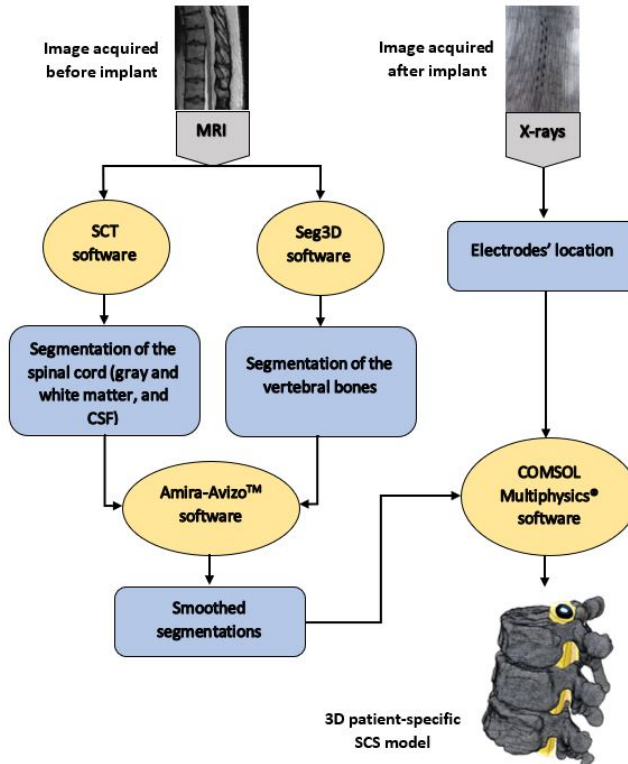 Image acquired
before implant
Image acquired
after implant
MRI
X-rays
SCT
software
Seg3D
software
Electrodes' location
Segmentation of the
spinal cord (gray and
white matter, and
CSF)
Segmentation of the
vertebral bones
Amira-Avizo™
software
COMSOL
Multiphysics®
software
Smoothed
segmentations
3D patient-specific
SCS model